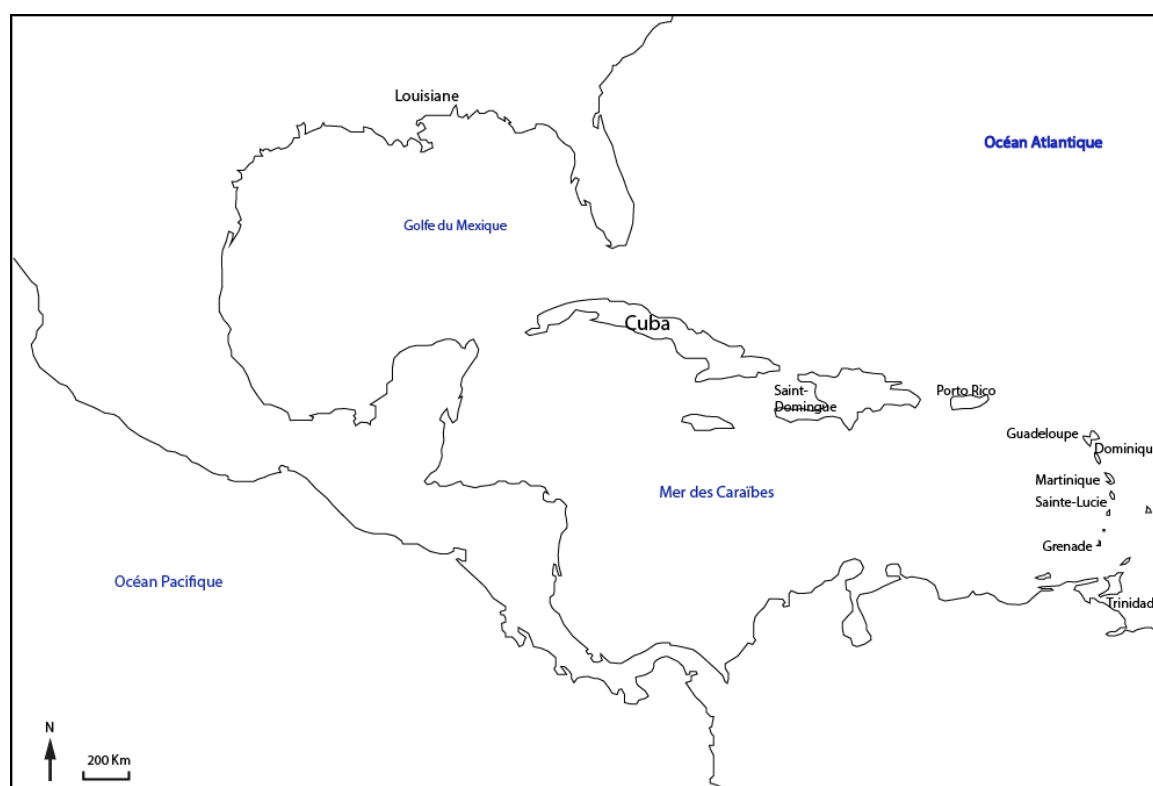 Louisiane
Océan Atlantique
Golfe du Mexique
Cuba
Saint-
Domingue
Porto Rico
Guadeloupe
Dominiqu
Martinique
Mer des Caraïbes
Sainte-Lucie
Grenade
Océan Pacifique
Trinidad
N
200 Km